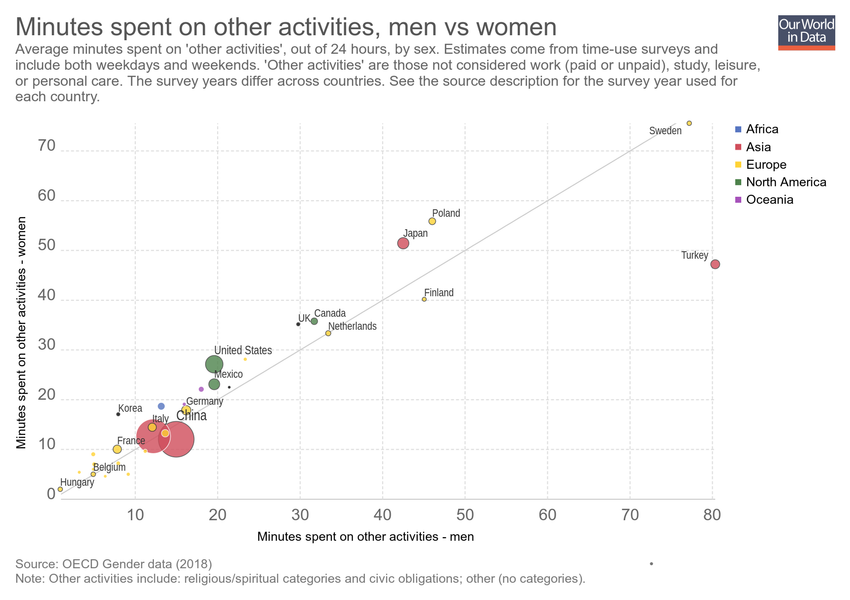 Minutes spent on other activities, men vs women
Our World
in Data
Average minutes spent on 'other activities', out of 24 hours, by sex. Estimates come from time-use surveys and
include both weekdays and weekends. 'Other activities' are those not considered work (paid or unpaid), study, leisure,
or personal care. The survey years differ across countries. See the source description for the survey year used for
each country.
Africa
Asia
Europe
North America
Oceania
Minutes spent on other activities - women
70
60
50
40
30
20
10
0
Sweden
Poland
Japan
Turkey
Finland
UK
Canada
Netherlands
United States
Mexico
Germany
Korea
China
Italy
France
Belgium
Hungary
10
20
30
40
50
60
70
80
Minutes spent on other activities - men
Source: OECD Gender data (2018)
Note: Other activities include: religious/spiritual categories and civic obligations; other (no categories).